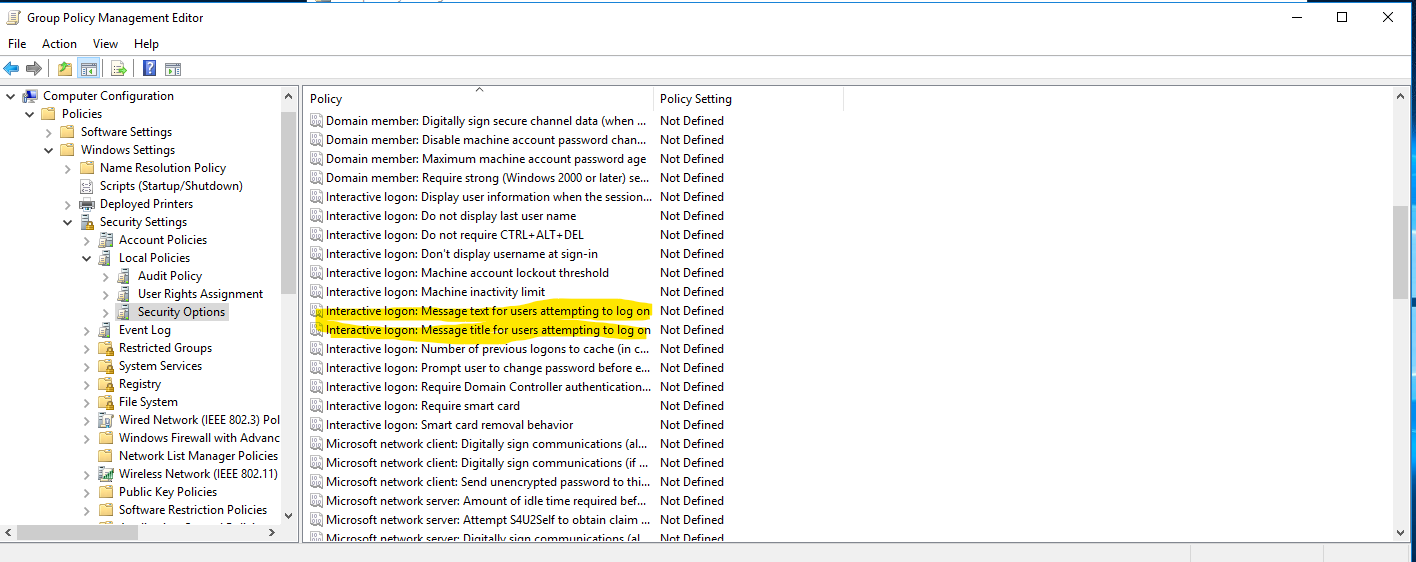 Group Policy Management Editor
File Action View Help
Computer Configuration
Policies
Software Settings
Windows Settings
Name Resolution Policy
Scripts (Startup/Shutdown)
Deployed Printers
Security Settings
Account Policies
Local Policies
Audit Policy
User Rights Assignment
Security Options
Event Log
Restricted Groups
System Services
Registry
File System
Wired Network (IEEE 802.3) Pol
Windows Firewall with Advanc
Network List Manager Policies
Wireless Network (IEEE 802.11)
Public Key Policies
Software Restriction Policies
Policy Policy Setting
Domain member: Digitally sign secure channel data (when ... Not Defined
Domain member: Disable machine account password chan... Not Defined
Domain member: Maximum machine account password age Not Defined
Domain member: Require strong (Windows 2000 or later) se... Not Defined
Interactive logon: Display user information when the session... Not Defined
Interactive logon: Do not display last user name Not Defined
Interactive logon: Do not require CTRL+ALT+DEL Not Defined
Interactive logon: Don't display username at sign-in Not Defined
Interactive logon: Machine account lockout threshold Not Defined
Interactive logon: Machine inactivity limit Not Defined
Interactive logon: Message text for users attempting to log on Not Defined
Interactive logon: Message title for users attempting to log on Not Defined
Interactive logon: Number of previous logons to cache (in c... Not Defined
Interactive logon: Prompt user to change password before e... Not Defined
Interactive logon: Require Domain Controller authentication... Not Defined
Interactive logon: Require smart card Not Defined
Interactive logon: Smart card removal behavior Not Defined
Microsoft network client: Digitally sign communications (al... Not Defined
Microsoft network client: Digitally sign communications (if ... Not Defined
Microsoft network client: Send unencrypted password to thi... Not Defined
Microsoft network server: Amount of idle time required bef... Not Defined
Microsoft network server: Attempt S4U2Self to obtain claim ... Not Defined
Microsoft network server: Digitally sign communications (al... Not Defined